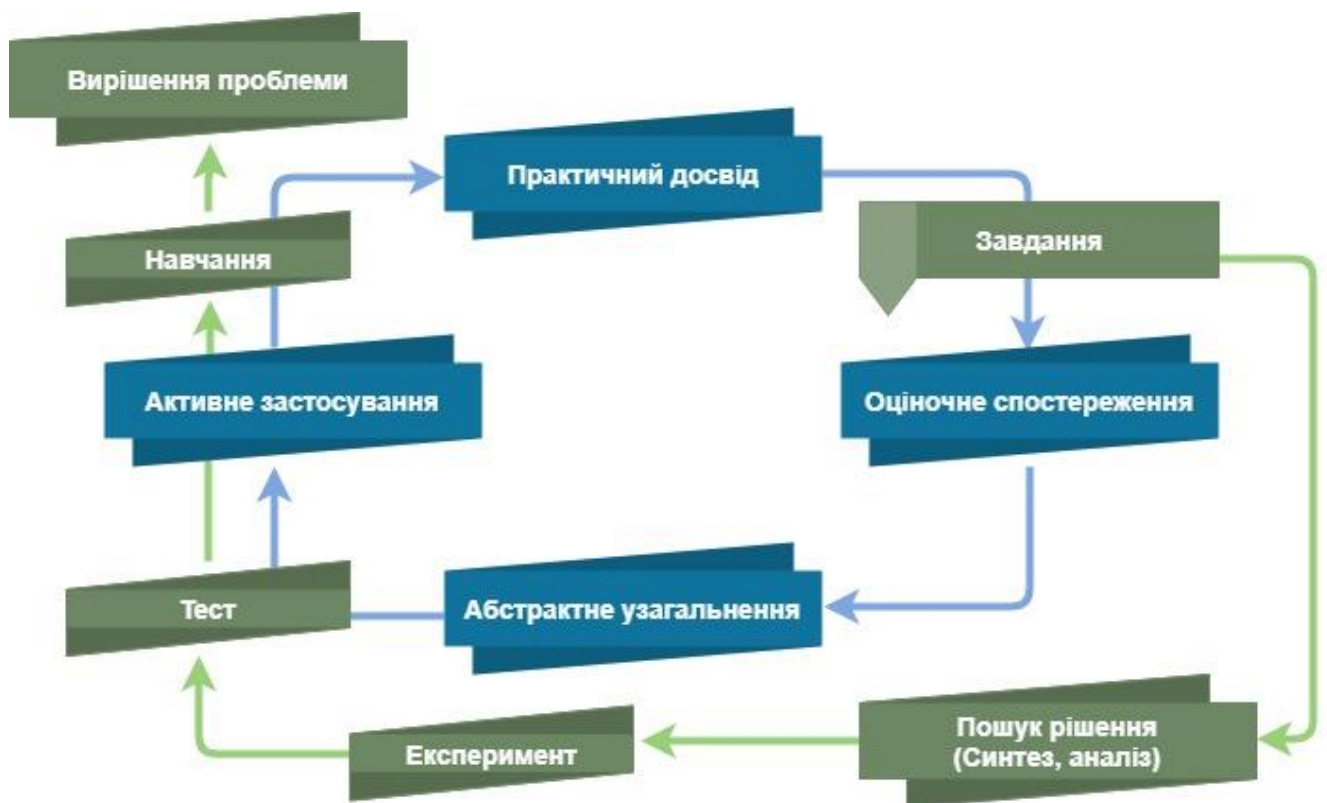 Вирішення проблеми
Практичний досвід
Завдання
Навчання
Активне застосування
Оціночне спостереження
Тест
Абстрактне узагальнення
Пошук рішення
(Синтез, аналіз)
Експеримент